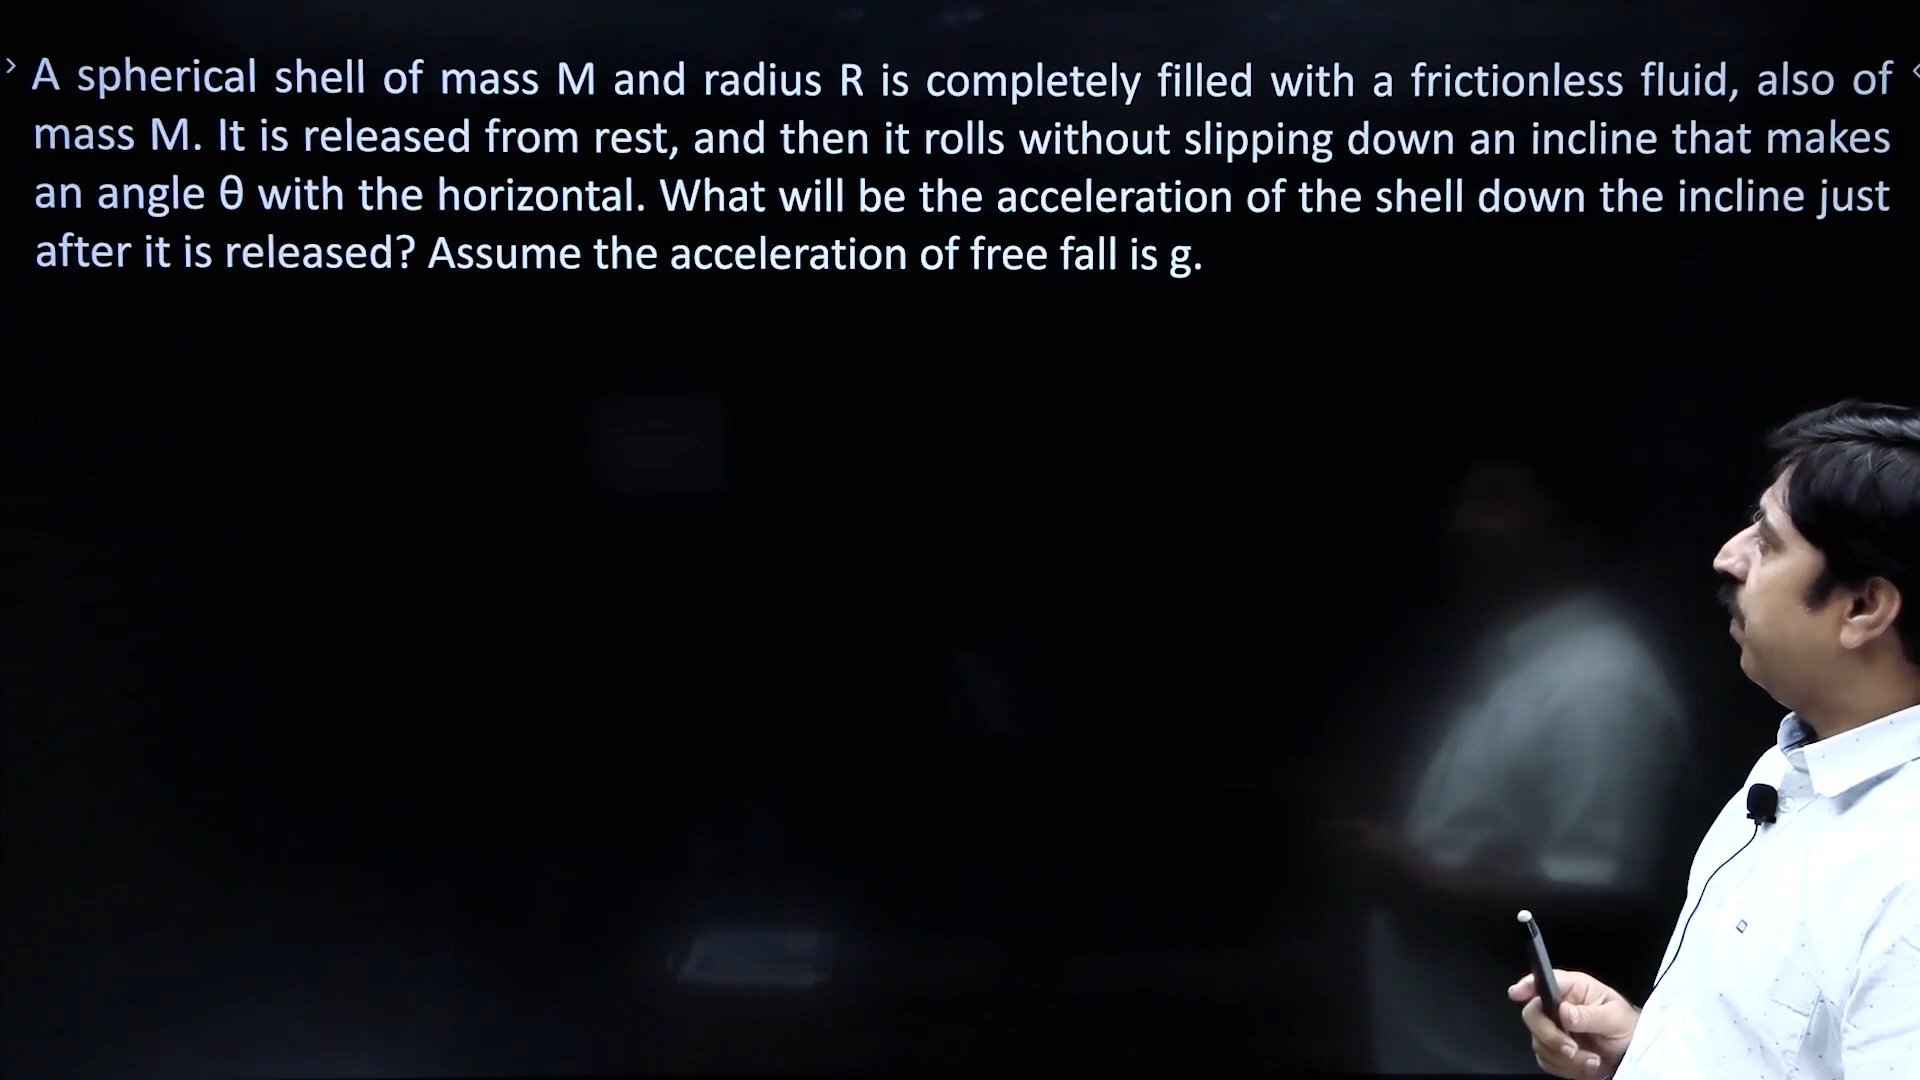 A spherical shell of mass M and radius R is completely filled with a frictionless fluid, also of
mass M. It is released from rest, and then it rolls without slipping down an incline that makes
an angle θ with the horizontal. What will be the acceleration of the shell down the incline just
after it is released? Assume the acceleration of free fall is g.